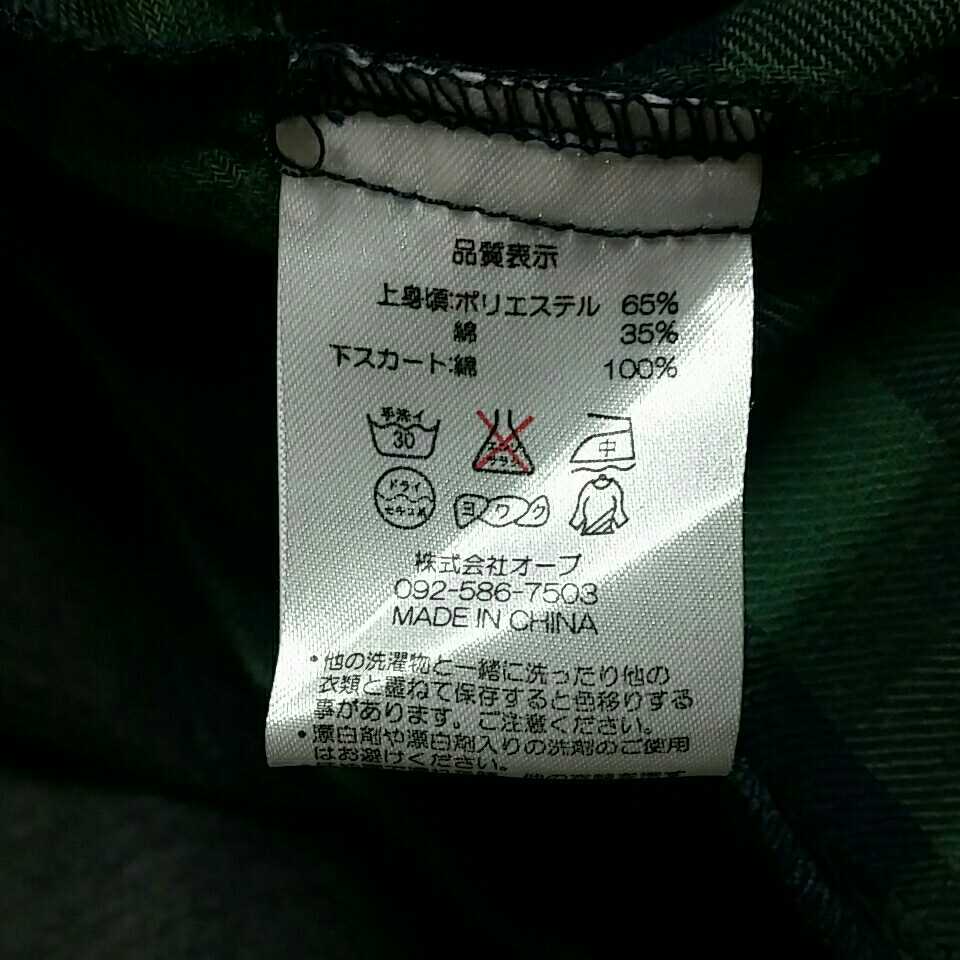 品質表示
上身頃:ポリエステル 65%
綿 35%
下スカート:綿 100%
手洗イ
30
エンソ
サラシ
中
ドライ
セキユ系
ヨワク
株式会社オーブ
092-586-7503
MADE IN CHINA
・他の洗濯物と一緒に洗ったり他の
衣類と重ねて保存すると色移りする
事があります。ご注意ください。
・漂白剤や漂白剤入りの洗剤のご使用
はお避けください。